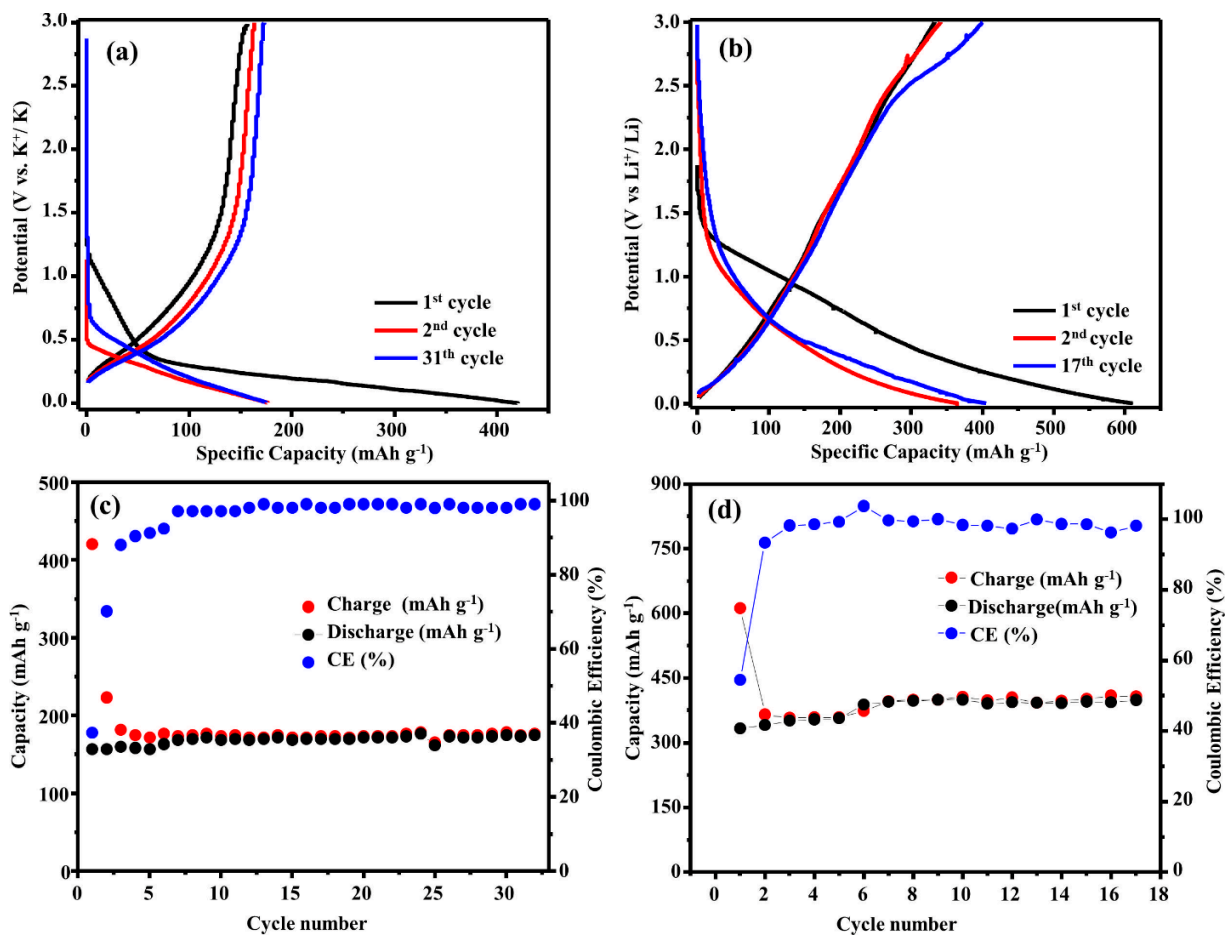 (a)
3.0
2.5
2.0
1.5
1.0
0.5
0.0
Potential (V vs. K⁺/ K)
1st cycle
2nd cycle
31th cycle
0 100 200 300 400
Specific Capacity (mAh g-1)
(b)
3.0
2.5
2.0
1.5
1.0
0.5
0.0
Potential (V vs Li⁺/ Li)
1st cycle
2nd cycle
17th cycle
0 100 200 300 400 500 600
Specific Capacity (mAh g-1)
(c)
500
400
300
200
100
0
Capacity (mAh g-1)
Charge (mAh g-1)
Discharge (mAh g-1)
CE (%)
100
80
60
40
20
0
Coulombic Efficiency (%)
0 5 10 15 20 25 30
Cycle number
(d)
900
750
600
450
300
150
0
Capacity (mAh g-1)
Charge (mAh g-1)
Discharge(mAh g-1)
CE (%)
100
80
60
40
20
0
Coulombic Efficiency (%)
0 2 4 6 8 10 12 14 16 18
Cycle number